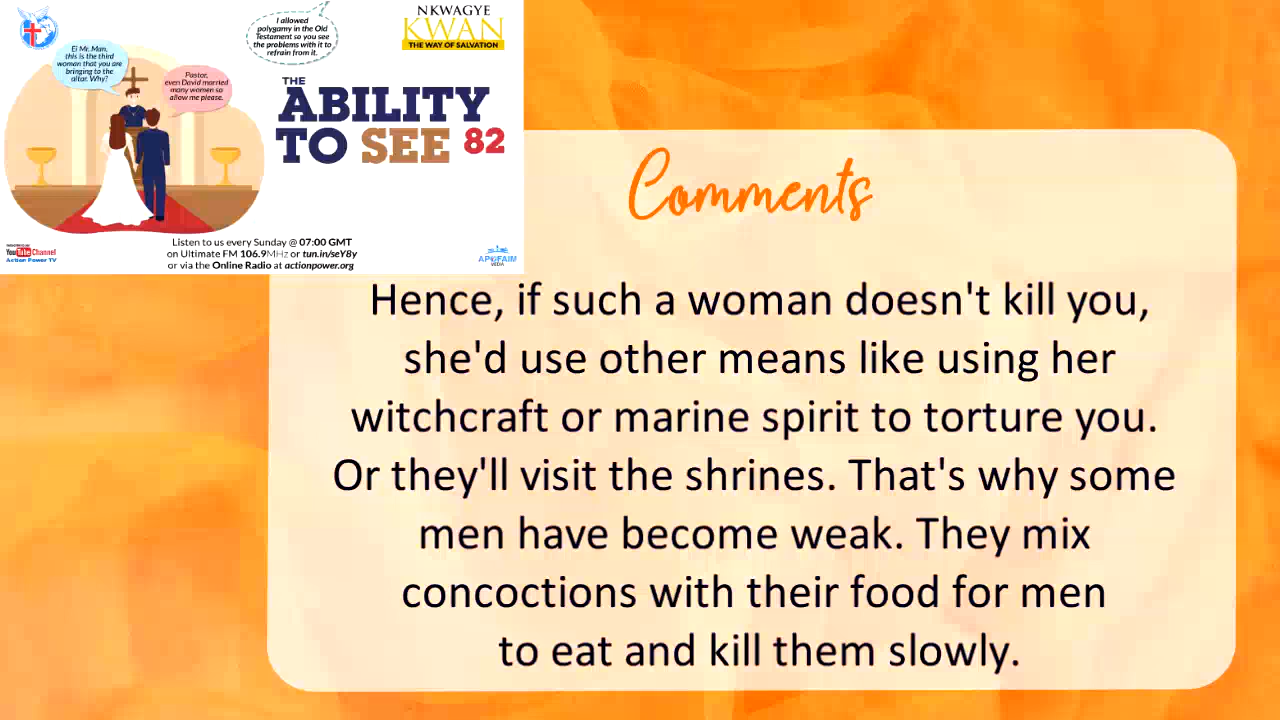 Ei Mr. Man,
this is the third
woman that you are
bringing to the
altar. Why?
Pastor,
even David married
many women so
allow me please.
I allowed
polygamy in the Old
Testament so you see
the problems with it to
refrain from it.
NKWAGYE
KWAN
THE WAY OF SALVATION
THE
ABILITY
TO SEE 82
YouTube Channel
Action Power TV
Listen to us every Sunday @ 07:00 GMT
on Ultimate FM 106.9MHz or tun.in/seY8y
or via the Online Radio at actionpower.org
APOFAIM
MEDIA
Comments
Hence, if such a woman doesn't kill you,
she'd use other means like using her
witchcraft or marine spirit to torture you.
Or they'll visit the shrines. That's why some
men have become weak. They mix
concoctions with their food for men
to eat and kill them slowly.